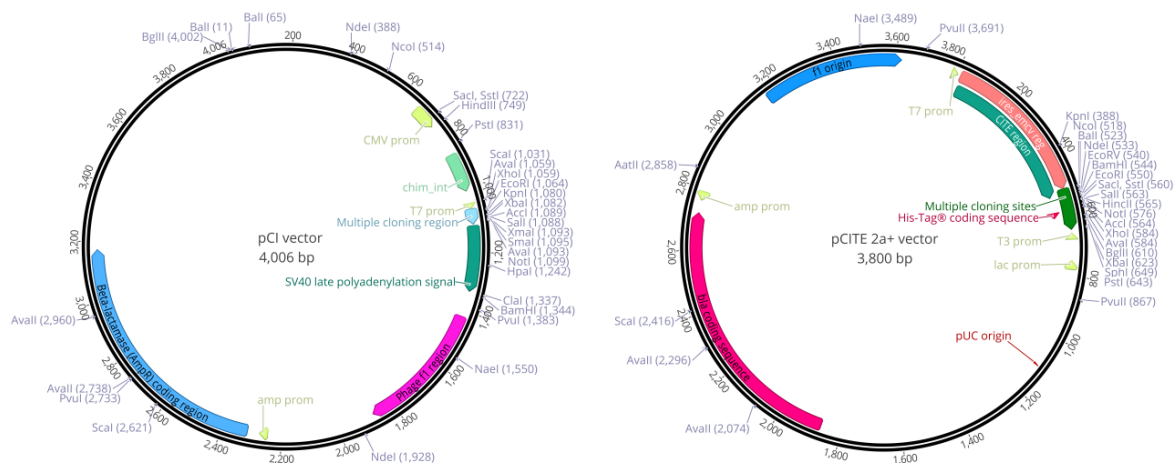 BalI (65)
BalI (11)
BglII (4,002)
4,006
200
NdeI (388)
400
NcoI (514)
600
SacI, SstI (722)
HindIII (749)
800
PstI (831)
CMV prom
chim_int
ScaI (1,031)
AvaI (1,059)
XhoI (1,059)
EcoRI (1,064)
KpnI (1,080)
XbaI (1,082)
AccI (1,089)
SalI (1,088)
XmaI (1,093)
SmaI (1,095)
AvaI (1,093)
NotI (1,099)
HpaI (1,242)
T7 prom
Multiple cloning region
1,200
pCI vector
4,006 bp
SV40 late polyadenylation signal
ClaI (1,337)
BamHI (1,344)
PvuI (1,383)
1,400
NaeI (1,550)
1,600
Phage f1 region
1,800
NdeI (1,928)
2,000
2,200
amp prom
2,400
ScaI (2,621)
2,600
PvuI (2,733)
AvaII (2,738)
2,800
Beta-lactamase (AmpR) coding region
AvaII (2,960)
3,000
3,200
3,400
3,600
3,800
NaeI (3,489)
3,600
PvuII (3,691)
3,800
3,400
f1 origin
3,200
T7 prom
ires_emcv reg
CITE region
200
400
KpnI (388)
NcoI (518)
BalI (523)
NdeI (533)
EcoRV (540)
BamHI (544)
EcoRI (550)
SacI, SstI (560)
SalI (563)
HincII (565)
NotI (576)
AccI (564)
XhoI (584)
AvaI (584)
BglII (610)
XbaI (623)
SphI (649)
PstI (643)
600
Multiple cloning sites
His-Tag® coding sequence
T3 prom
lac prom
800
PvuII (867)
3,000
AatII (2,858)
2,800
amp prom
pCITE 2a+ vector
3,800 bp
2,600
bla coding sequence
ScaI (2,416)
2,400
AvaII (2,296)
2,200
AvaII (2,074)
2,000
1,800
1,600
1,400
1,200
pUC origin
1,000